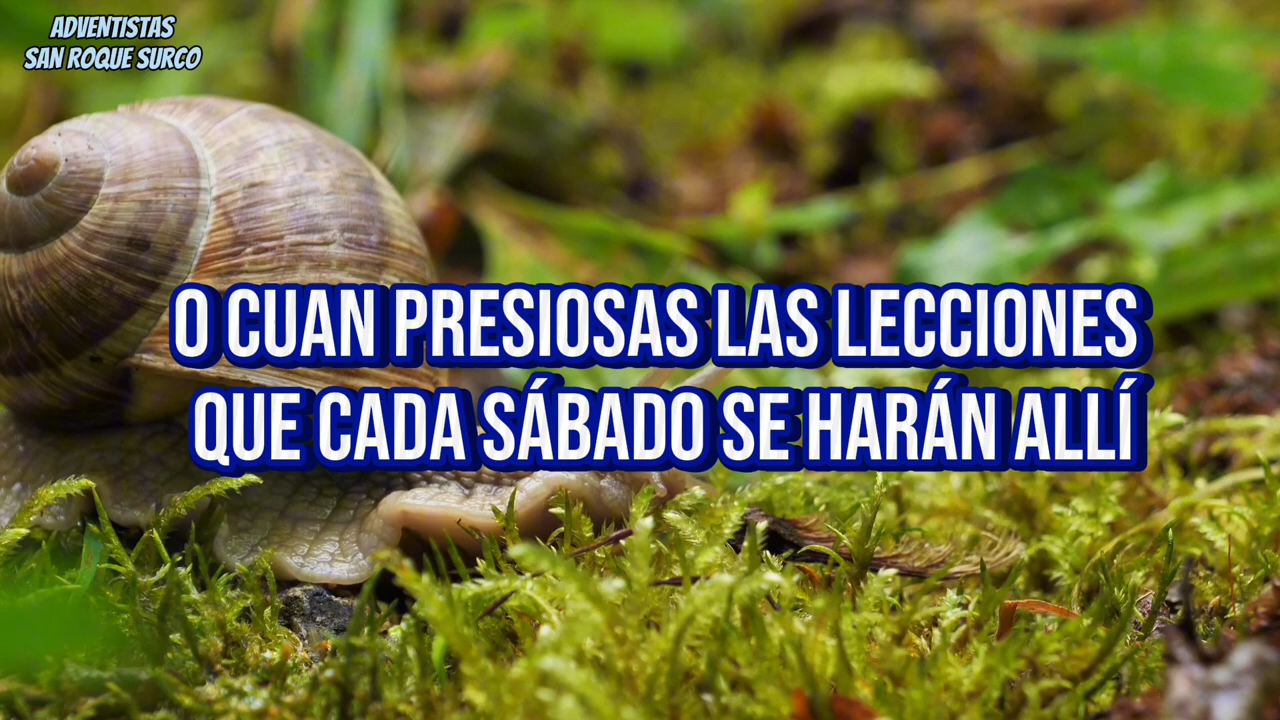 ADVENTISTAS
SAN ROQUE SURCO
O CUAN PRESIOSAS LAS LECCIONES
QUE CADA SÁBADO SE HARÁN ALLÍ